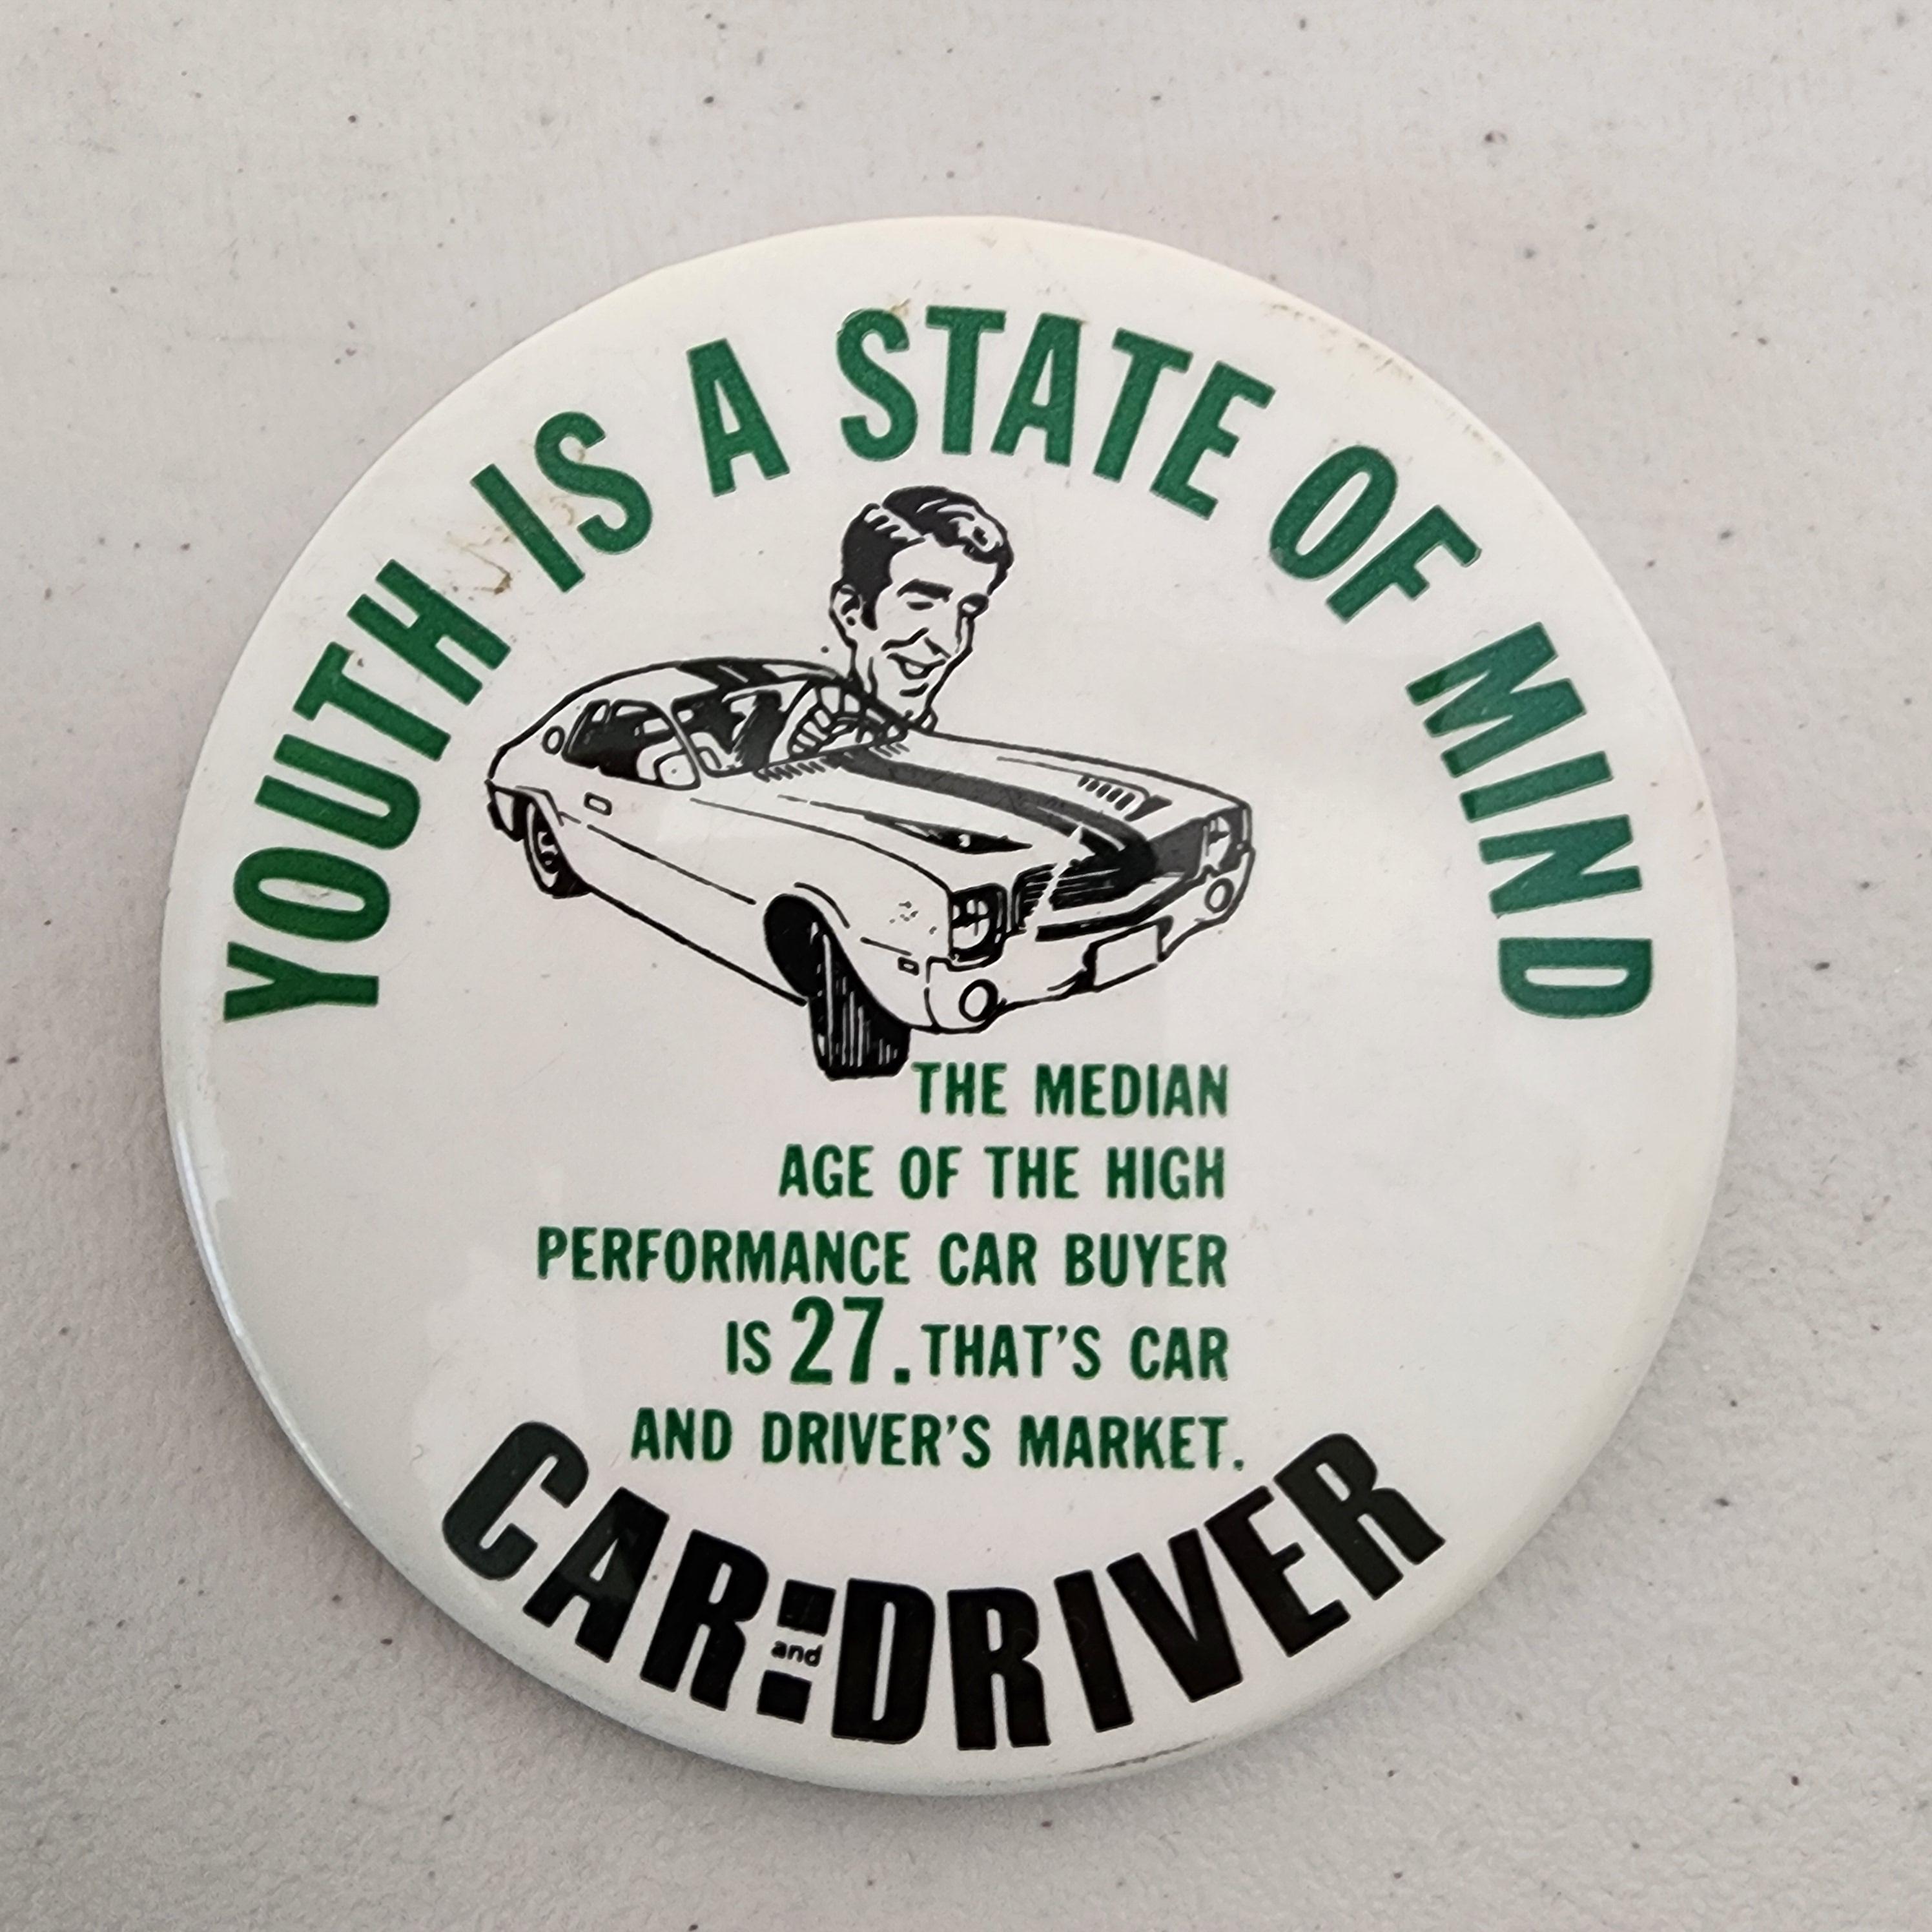 YOUTH IS A STATE OF MIND
THE MEDIAN
AGE OF THE HIGH
PERFORMANCE CAR BUYER
IS 27. THAT'S CAR
AND DRIVER'S MARKET.
CAR and DRIVER